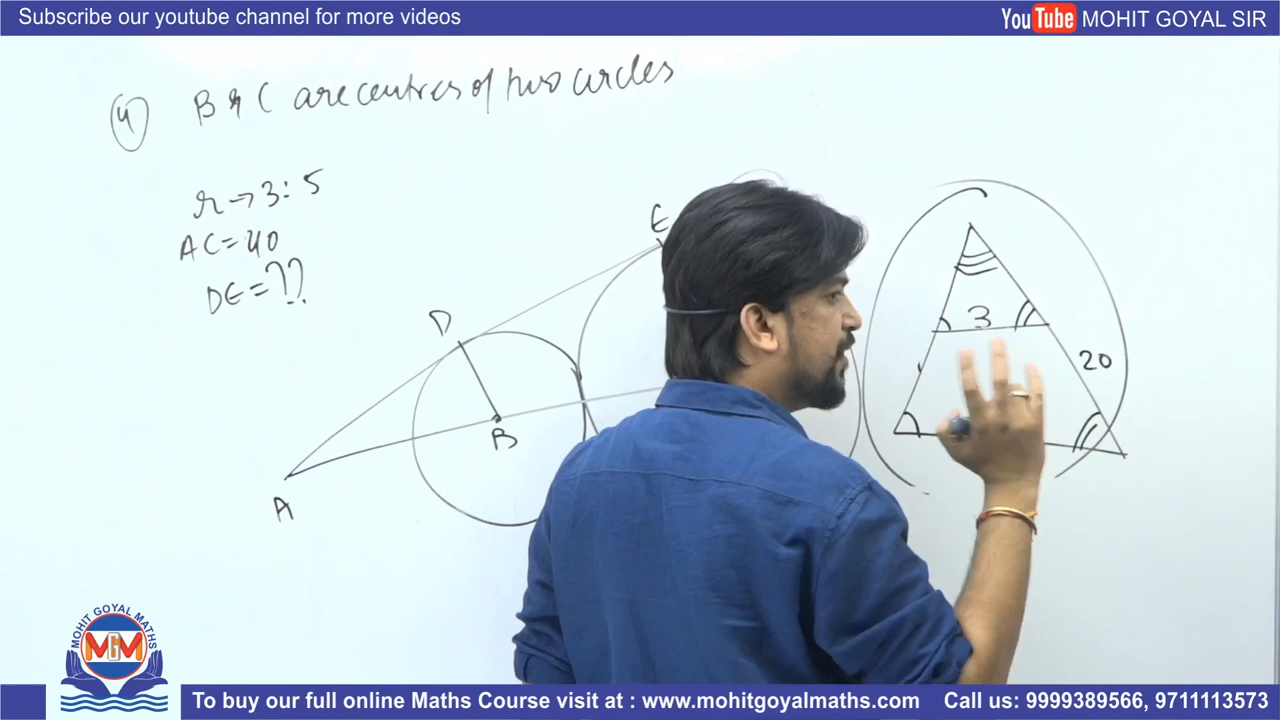 Subscribe our youtube channel for more videos
YouTube MOHIT GOYAL SIR
4 B & C are centres of two circles
r → 3:5
AC = 40
DE = ??
E
D
B
A
3
20
MOHIT GOYAL MATHS
MGM
To buy our full online Maths Course visit at : www.mohitgoyalmaths.com Call us: 9999389566, 9711113573